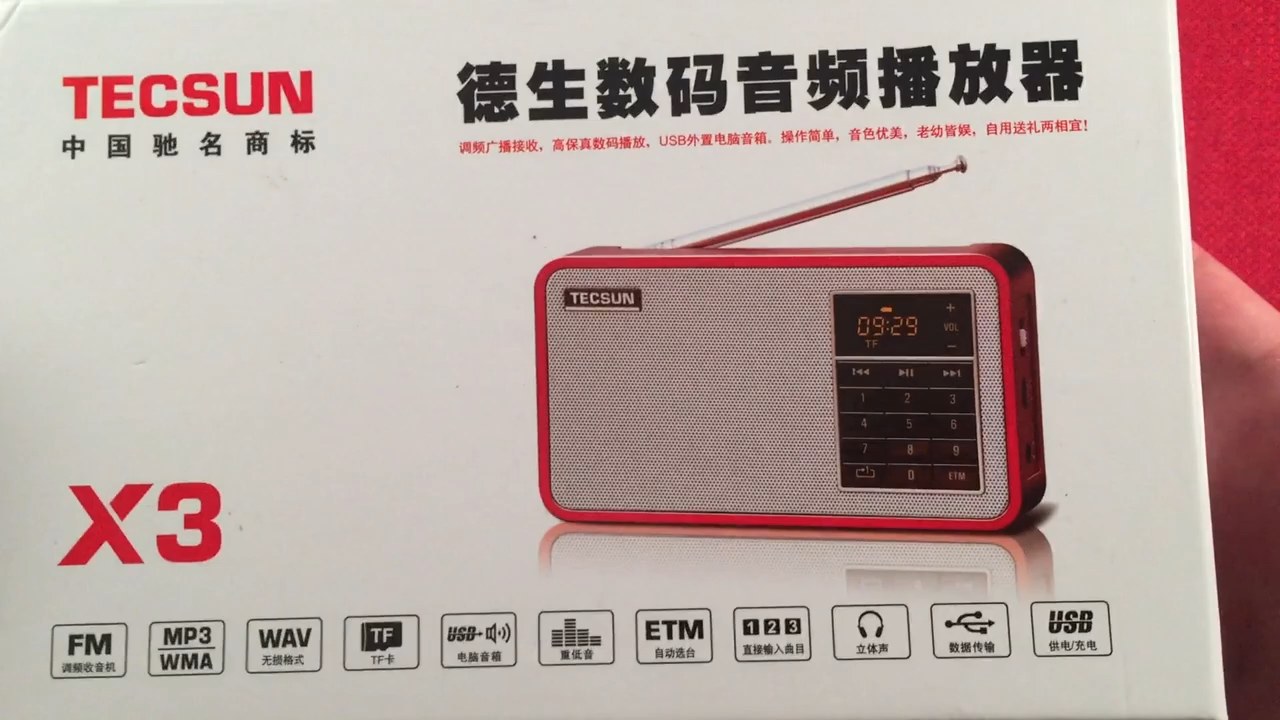 TECSUN
中国驰名商标
德生数码音频播放器
调频广播接收，高保真数码播放，USB外置电脑音箱。操作简单，音色优美，老幼皆娱，自用送礼两相宜！
TECSUN
09:29
TF
+
VOL
−
1 2 3
4 5 6
7 8 9
0 ETM
X3
FM
调频收音机
MP3
WMA
WAV
无损格式
TF
TF卡
USB
电脑音箱
重低音
ETM
自动选台
1 2 3
直接输入曲目
立体声
数据传输
USB
供电/充电